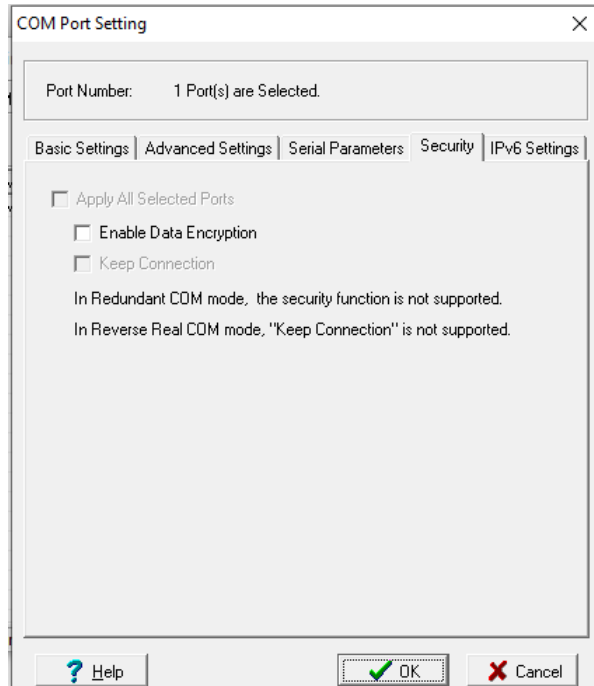 COM Port Setting
Port Number: 1 Port(s) are Selected.
Basic Settings Advanced Settings Serial Parameters Security IPv6 Settings
Apply All Selected Ports
Enable Data Encryption
Keep Connection
In Redundant COM mode, the security function is not supported.
In Reverse Real COM mode, "Keep Connection" is not supported.
Help OK Cancel